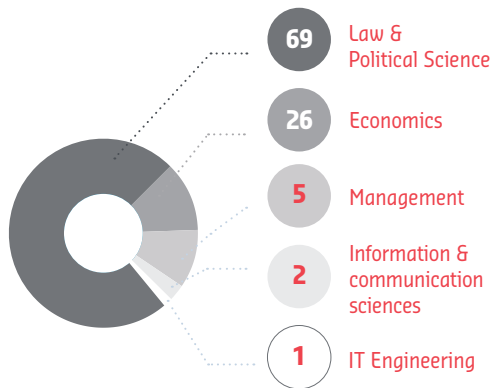 69
Law &
Political Science
26
Economics
5
Management
2
Information &
communication
sciences
1
IT Engineering